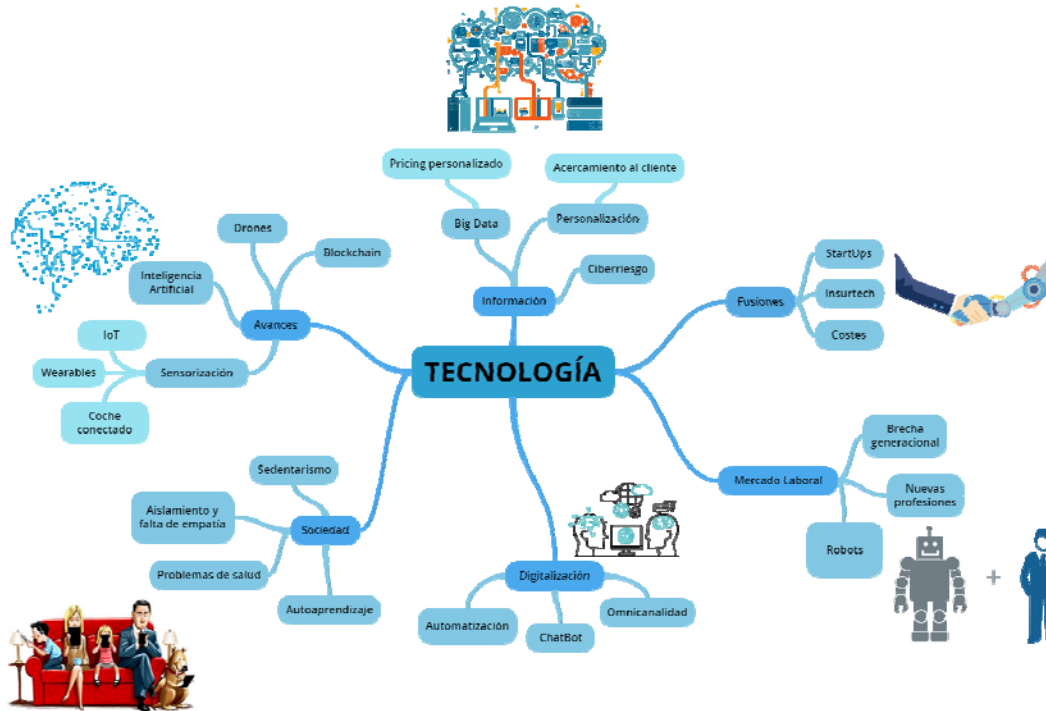 Pricing personalizado
Acercamiento al cliente
Big Data
Personalización
Ciberriesgo
Información
Drones
Blockchain
Inteligencia
Artificial
Avances
IoT
Wearables
Sensorización
Coche
conectado
StartUps
Fusiones
Insurtech
Costes
TECNOLOGÍA
Brecha
generacional
Mercado Laboral
Nuevas
profesiones
Robots
+
Sedentarismo
Aislamiento y
falta de empatía
Sociedad
Problemas de salud
Autoaprendizaje
Digitalización
Automatización
ChatBot
Omnicanalidad